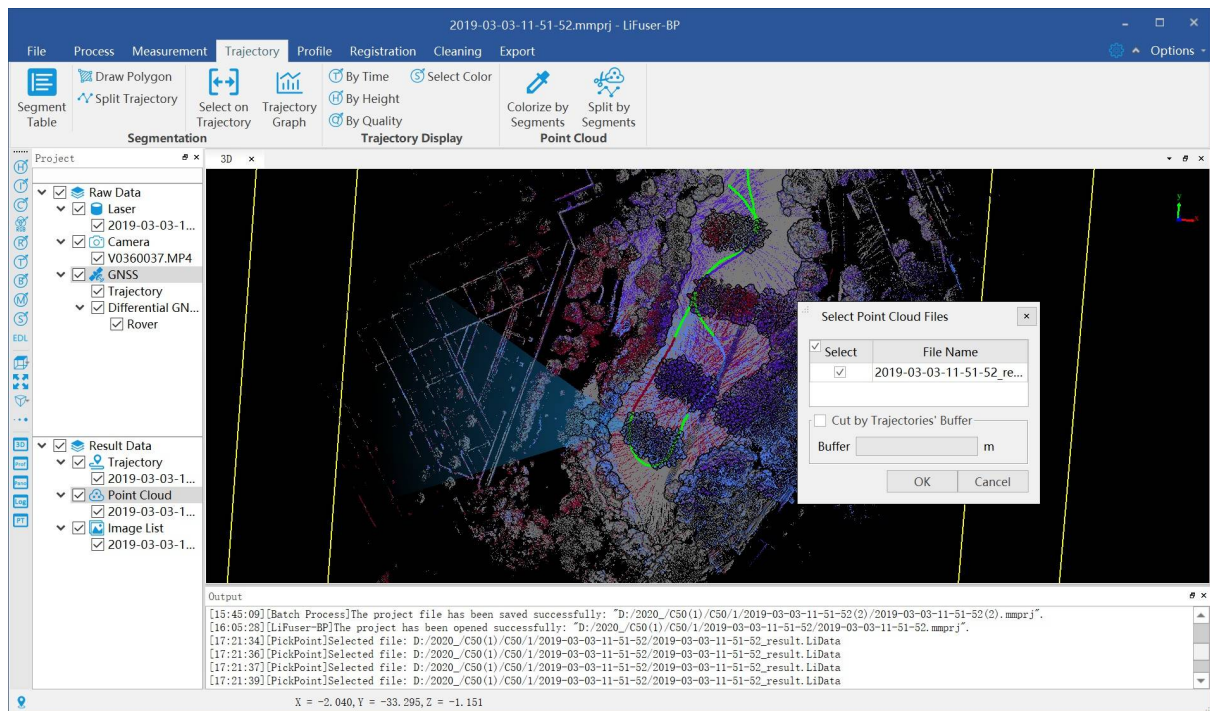 2019-03-03-11-51-52.mmprj - LiFuser-BP
File Process Measurement Trajectory Profile Registration Cleaning Export Options
Segment Table
Draw Polygon
Split Trajectory
Segmentation
Select on Trajectory
Trajectory Graph
By Time
By Height
By Quality
Select Color
Trajectory Display
Colorize by Segments
Split by Segments
Point Cloud
Project
Raw Data
Laser
2019-03-03-1...
Camera
V0360037.MP4
GNSS
Trajectory
Differential GN...
Rover
EDL
3D
Prof
Log
PT
Result Data
Trajectory
2019-03-03-1...
Point Cloud
2019-03-03-1...
Image List
2019-03-03-1...
3D
y
Select Point Cloud Files
Select File Name
2019-03-03-11-51-52_re...
Cut by Trajectories' Buffer
Buffer m
OK Cancel
Output
[15:45:09][Batch Process]The project file has been saved successfully: "D:/2020_/C50(1)/C50/1/2019-03-03-11-51-52(2)/2019-03-03-11-51-52(2).mmprj".
[16:05:28][LiFuser-BP]The project has been opened successfully: "D:/2020_/C50(1)/C50/1/2019-03-03-11-51-52/2019-03-03-11-51-52.mmprj".
[17:21:34][PickPoint]Selected file: D:/2020_/C50(1)/C50/1/2019-03-03-11-51-52/2019-03-03-11-51-52_result.LiData
[17:21:36][PickPoint]Selected file: D:/2020_/C50(1)/C50/1/2019-03-03-11-51-52/2019-03-03-11-51-52_result.LiData
[17:21:37][PickPoint]Selected file: D:/2020_/C50(1)/C50/1/2019-03-03-11-51-52/2019-03-03-11-51-52_result.LiData
[17:21:39][PickPoint]Selected file: D:/2020_/C50(1)/C50/1/2019-03-03-11-51-52/2019-03-03-11-51-52_result.LiData
X = -2.040, Y = -33.295, Z = -1.151